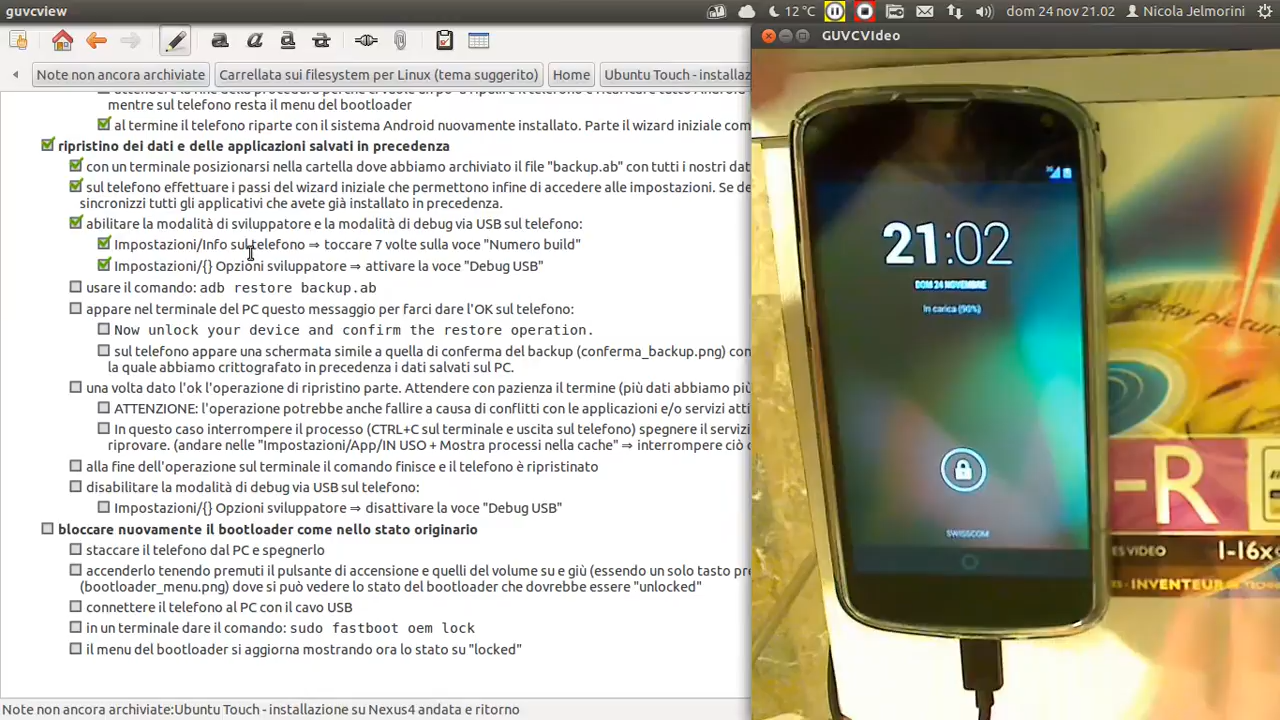 guvcview
12 °C
dom 24 nov 21.02
Nicola Jelmorini
GUVCVIdeo
Note non ancora archiviate
Carrellata sui filesystem per Linux (tema suggerito)
Home
Ubuntu Touch - installaz
mentre sul telefono resta il menu del bootloader
al termine il telefono riparte con il sistema Android nuovamente installato. Parte il wizard iniziale com
ripristino dei dati e delle applicazioni salvati in precedenza
con un terminale posizionarsi nella cartella dove abbiamo archiviato il file "backup.ab" con tutti i nostri dat
sul telefono effettuare i passi del wizard iniziale che permettono infine di accedere alle impostazioni. Se de
sincronizzi tutti gli applicativi che avete già installato in precedenza.
abilitare la modalità di sviluppatore e la modalità di debug via USB sul telefono:
Impostazioni/Info sul telefono ⇒ toccare 7 volte sulla voce "Numero build"
Impostazioni/{} Opzioni sviluppatore ⇒ attivare la voce "Debug USB"
usare il comando: adb restore backup.ab
appare nel terminale del PC questo messaggio per farci dare l'OK sul telefono:
Now unlock your device and confirm the restore operation.
sul telefono appare una schermata simile a quella di conferma del backup (conferma_backup.png) con
la quale abbiamo crittografato in precedenza i dati salvati sul PC.
una volta dato l'ok l'operazione di ripristino parte. Attendere con pazienza il termine (più dati abbiamo più
ATTENZIONE: l'operazione potrebbe anche fallire a causa di conflitti con le applicazioni e/o servizi atti
In questo caso interrompere il processo (CTRL+C sul terminale e uscita sul telefono) spegnere il servizi
riprovare. (andare nelle "Impostazioni/App/IN USO + Mostra processi nella cache" ⇒ interrompere ciò c
alla fine dell'operazione sul terminale il comando finisce e il telefono è ripristinato
disabilitare la modalità di debug via USB sul telefono:
Impostazioni/{} Opzioni sviluppatore ⇒ disattivare la voce "Debug USB"
bloccare nuovamente il bootloader come nello stato originario
staccare il telefono dal PC e spegnerlo
accenderlo tenendo premuti il pulsante di accensione e quelli del volume su e giù (essendo un solo tasto pre
(bootloader_menu.png) dove si può vedere lo stato del bootloader che dovrebbe essere "unlocked"
connettere il telefono al PC con il cavo USB
in un terminale dare il comando: sudo fastboot oem lock
il menu del bootloader si aggiorna mostrando ora lo stato su "locked"
Note non ancora archiviate:Ubuntu Touch - installazione su Nexus4 andata e ritorno
21:02
DOM 24 NOVEMBRE
In carica (90%)
SWISSCOM
birthday pictur
-R
ES VIDEO
1-16x
INVENTEUR